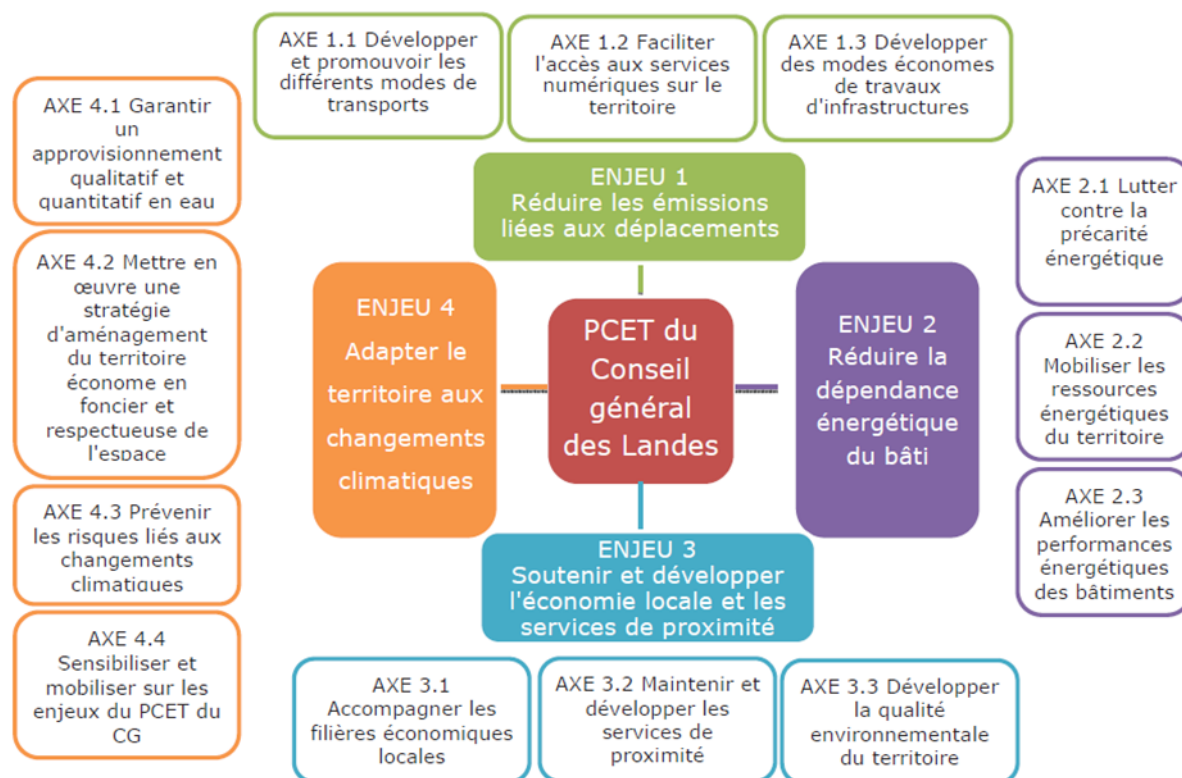 AXE 1.1 Développer
et promouvoir les
différents modes de
transports
AXE 1.2 Faciliter
l'accès aux services
numériques sur le
territoire
AXE 1.3 Développer
des modes économes
de travaux
d'infrastructures
AXE 4.1 Garantir
un
approvisionnement
qualitatif et
quantitatif en eau
AXE 4.2 Mettre en
œuvre une
stratégie
d'aménagement
du territoire
économe en
foncier et
respectueuse de
l'espace
AXE 4.3 Prévenir
les risques liés aux
changements
climatiques
AXE 4.4
Sensibiliser et
mobiliser sur les
enjeux du PCET du
CG
ENJEU 1
Réduire les émissions
liées aux déplacements
ENJEU 4
Adapter le
territoire aux
changements
climatiques
PCET du
Conseil
général
des Landes
ENJEU 2
Réduire la
dépendance
énergétique
du bâti
ENJEU 3
Soutenir et développer
l'économie locale et les
services de proximité
AXE 2.1 Lutter
contre la
précarité
énergétique
AXE 2.2
Mobiliser les
ressources
énergétiques
du territoire
AXE 2.3
Améliorer les
performances
énergétiques
des bâtiments
AXE 3.1
Accompagner les
filières économiques
locales
AXE 3.2 Maintenir et
développer les
services de
proximité
AXE 3.3 Développer
la qualité
environnementale
du territoire